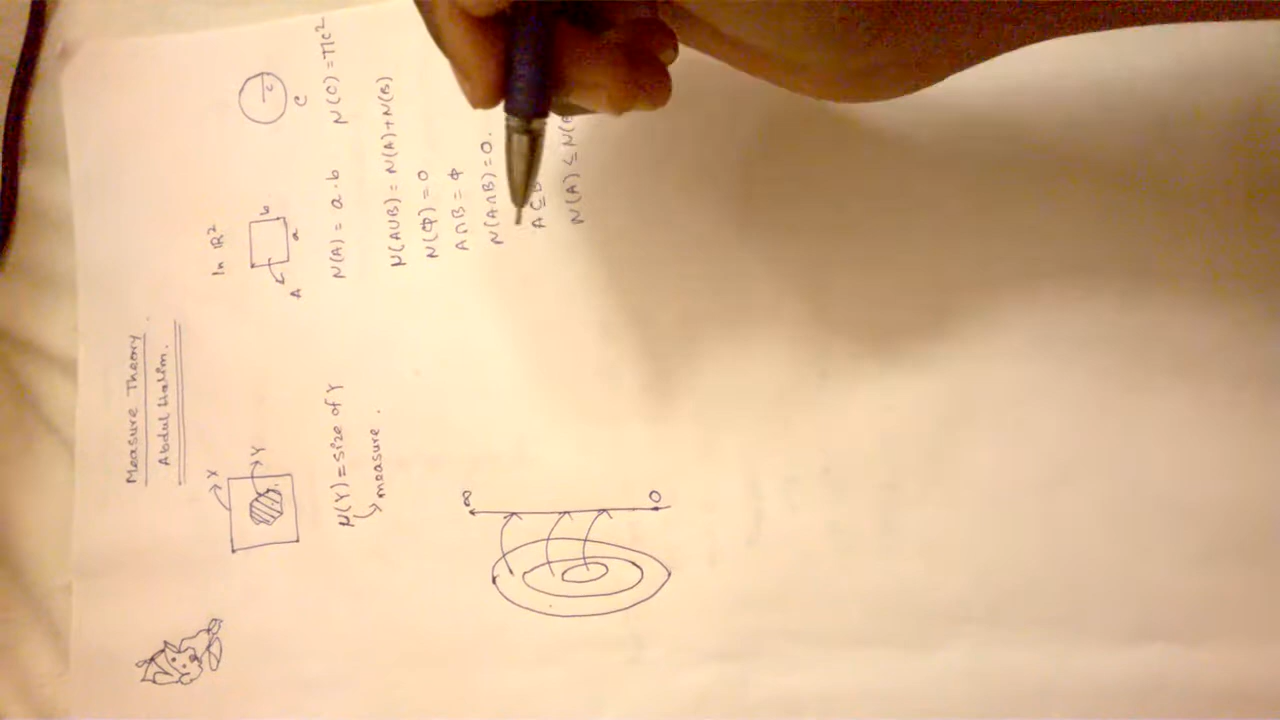 Measure Theory
Abdul Halim.
X
Y
N(Y) = size of Y
measure.
∞
0
In ℝ²
A
a
b
N(A) = a.b
c
C
N(C) = πc²
N(A∪B) = N(A)+N(B)
N(ϕ) = 0
A∩B = ϕ
N(A∩B) = 0.
A ⊆ B
N(A) ≤ N(